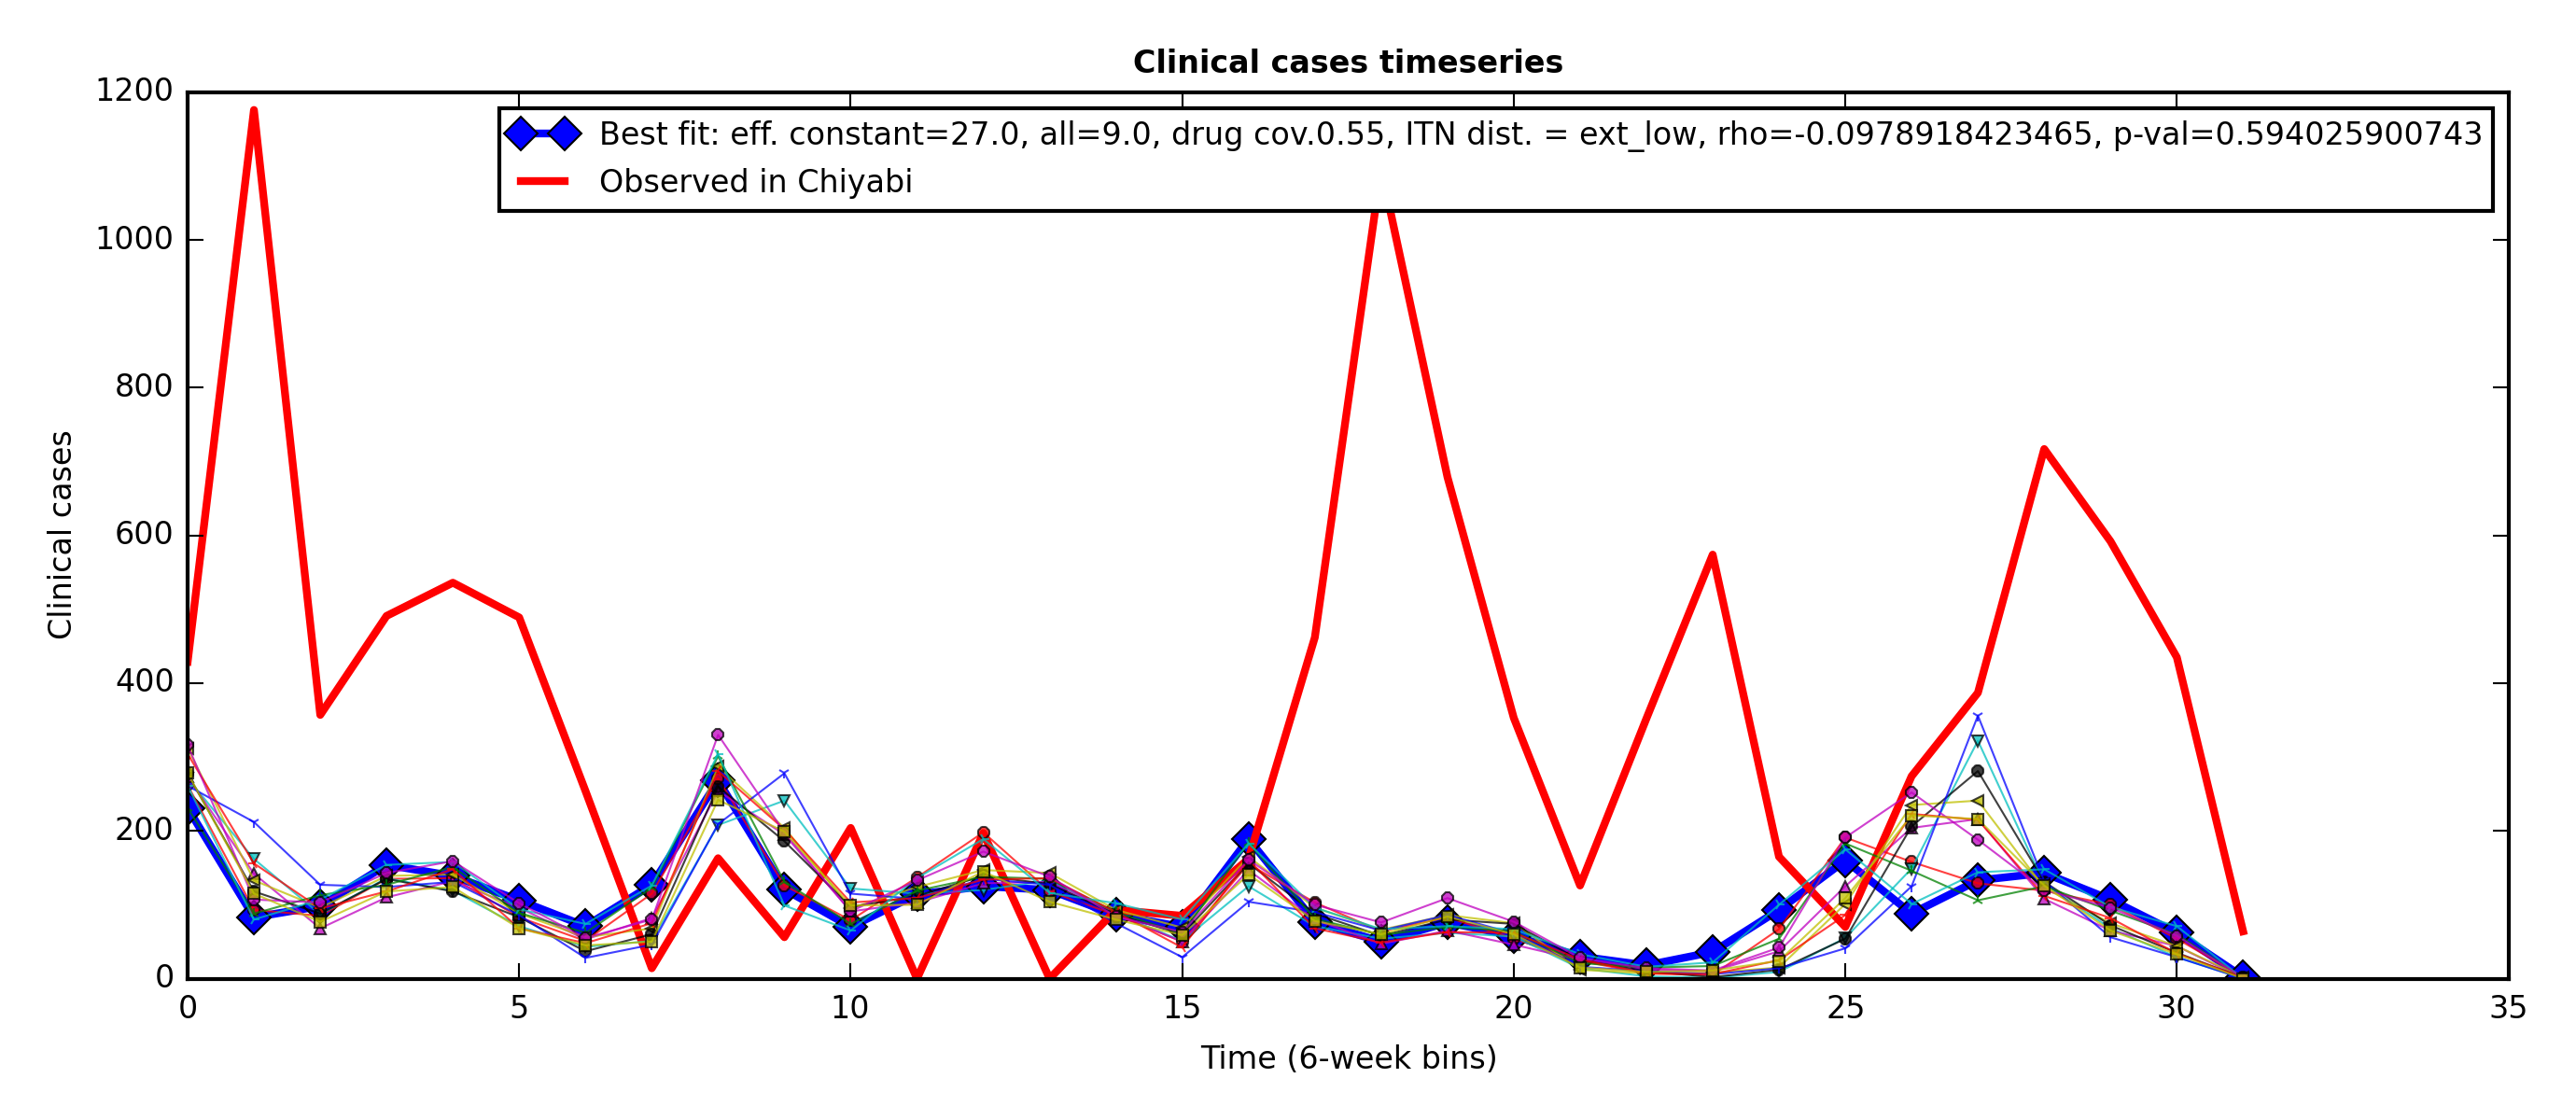 Clinical cases timeseries
Best fit: eff. constant=27.0, all=9.0, drug cov.0.55, ITN dist. = ext_low, rho=-0.0978918423465, p-val=0.594025900743
Observed in Chiyabi
Clinical cases
1200
1000
800
600
400
200
0
0 5 10 15 20 25 30 35
Time (6-week bins)